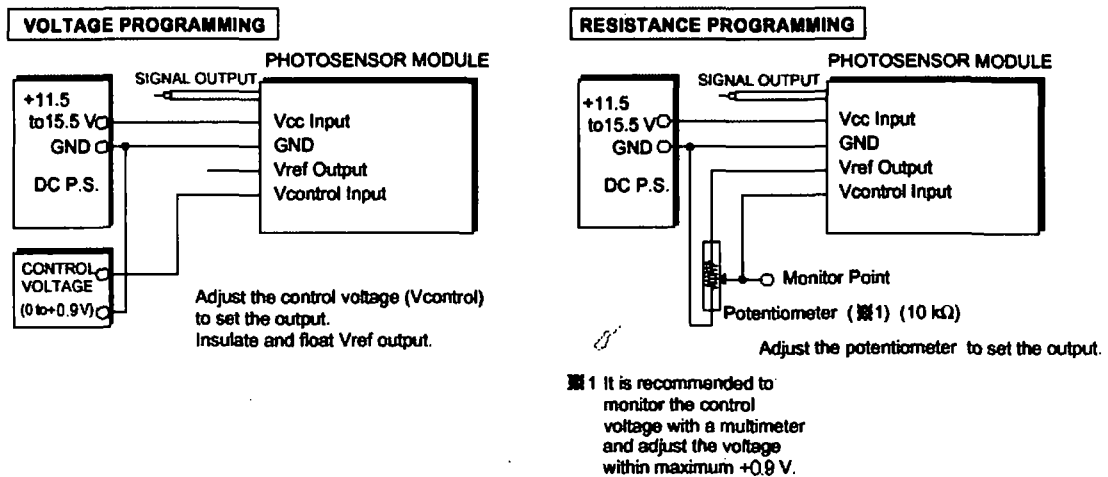 VOLTAGE PROGRAMMING
PHOTOSENSOR MODULE
SIGNAL OUTPUT
+11.5
to15.5 V
GND
DC P.S.
Vcc Input
GND
Vref Output
Vcontrol Input
CONTROL
VOLTAGE
(0 to+0.9V)
Adjust the control voltage (Vcontrol)
to set the output.
Insulate and float Vref output.
RESISTANCE PROGRAMMING
PHOTOSENSOR MODULE
SIGNAL OUTPUT
+11.5
to15.5 V
GND
DC P.S.
Vcc Input
GND
Vref Output
Vcontrol Input
Monitor Point
Potentiometer (※1) (10 kΩ)
Adjust the potentiometer to set the output.
※1 It is recommended to
monitor the control
voltage with a multimeter
and adjust the voltage
within maximum +0.9 V.